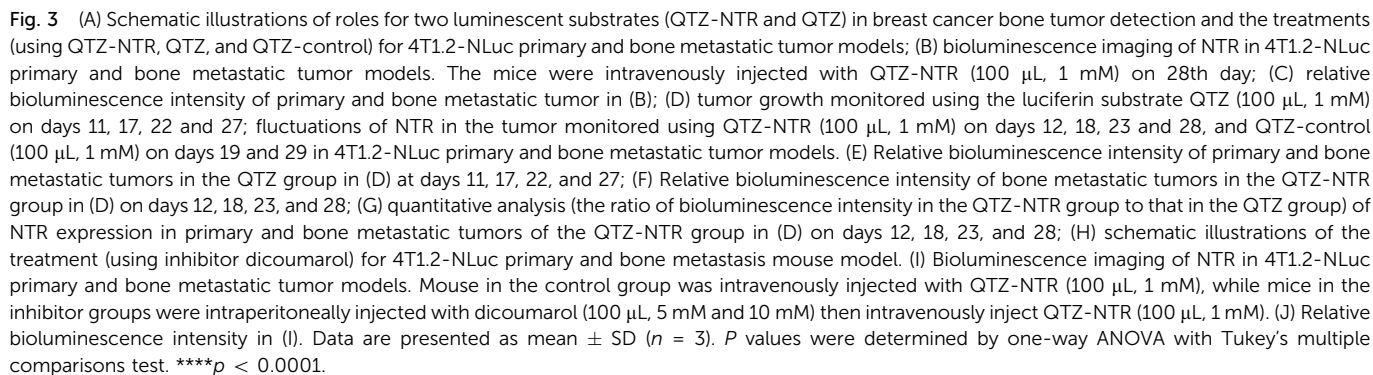 Fig. 3 (A) Schematic illustrations of roles for two luminescent substrates (QTZ-NTR and QTZ) in breast cancer bone tumor detection and the treatments
(using QTZ-NTR, QTZ, and QTZ-control) for 4T1.2-NLuc primary and bone metastatic tumor models; (B) bioluminescence imaging of NTR in 4T1.2-NLuc
primary and bone metastatic tumor models. The mice were intravenously injected with QTZ-NTR (100 μL, 1 mM) on 28th day; (C) relative
bioluminescence intensity of primary and bone metastatic tumor in (B); (D) tumor growth monitored using the luciferin substrate QTZ (100 μL, 1 mM)
on days 11, 17, 22 and 27; fluctuations of NTR in the tumor monitored using QTZ-NTR (100 μL, 1 mM) on days 12, 18, 23 and 28, and QTZ-control
(100 μL, 1 mM) on days 19 and 29 in 4T1.2-NLuc primary and bone metastatic tumor models. (E) Relative bioluminescence intensity of primary and bone
metastatic tumors in the QTZ group in (D) at days 11, 17, 22, and 27; (F) Relative bioluminescence intensity of bone metastatic tumors in the QTZ-NTR
group in (D) on days 12, 18, 23, and 28; (G) quantitative analysis (the ratio of bioluminescence intensity in the QTZ-NTR group to that in the QTZ group) of
NTR expression in primary and bone metastatic tumors of the QTZ-NTR group in (D) on days 12, 18, 23, and 28; (H) schematic illustrations of the
treatment (using inhibitor dicoumarol) for 4T1.2-NLuc primary and bone metastasis mouse model. (I) Bioluminescence imaging of NTR in 4T1.2-NLuc
primary and bone metastatic tumor models. Mouse in the control group was intravenously injected with QTZ-NTR (100 μL, 1 mM), while mice in the
inhibitor groups were intraperitoneally injected with dicoumarol (100 μL, 5 mM and 10 mM) then intravenously inject QTZ-NTR (100 μL, 1 mM). (J) Relative
bioluminescence intensity in (I). Data are presented as mean ± SD (n = 3). P values were determined by one-way ANOVA with Tukey's multiple
comparisons test. ****p < 0.0001.